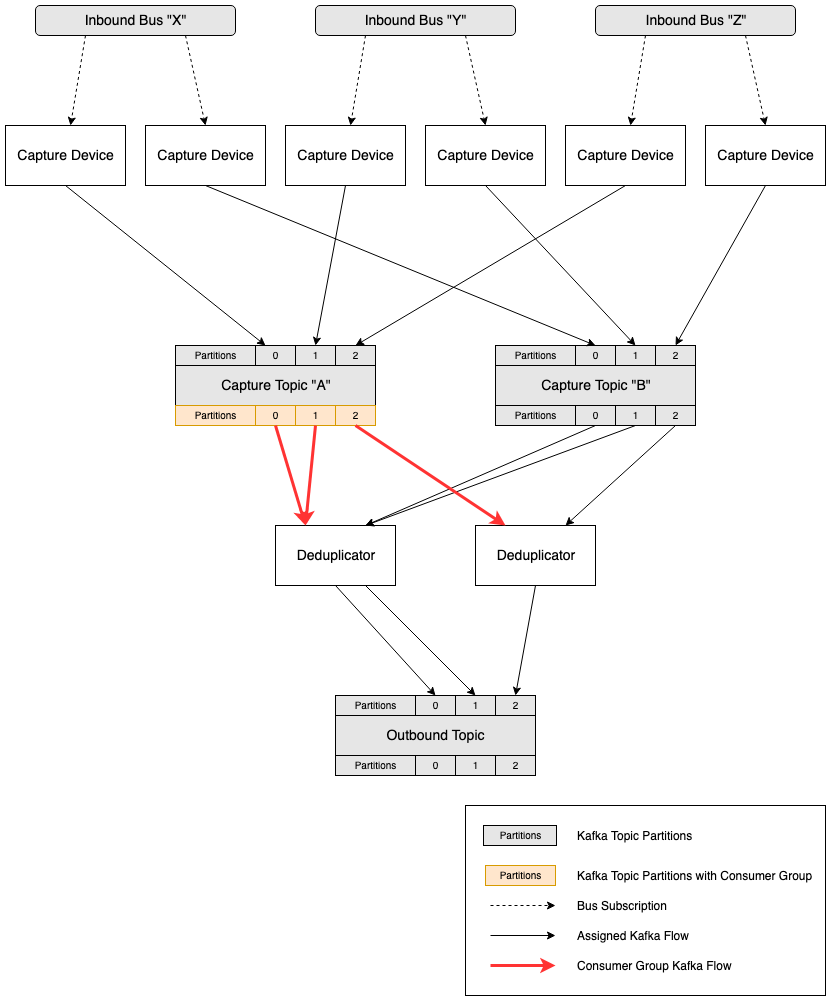 Inbound Bus "X"
Inbound Bus "Y"
Inbound Bus "Z"
Capture Device
Capture Device
Capture Device
Capture Device
Capture Device
Capture Device
Partitions 0 1 2
Capture Topic "A"
Partitions 0 1 2
Partitions 0 1 2
Capture Topic "B"
Partitions 0 1 2
Deduplicator
Deduplicator
Partitions 0 1 2
Outbound Topic
Partitions 0 1 2
Partitions Kafka Topic Partitions
Partitions Kafka Topic Partitions with Consumer Group
Bus Subscription
Assigned Kafka Flow
Consumer Group Kafka Flow